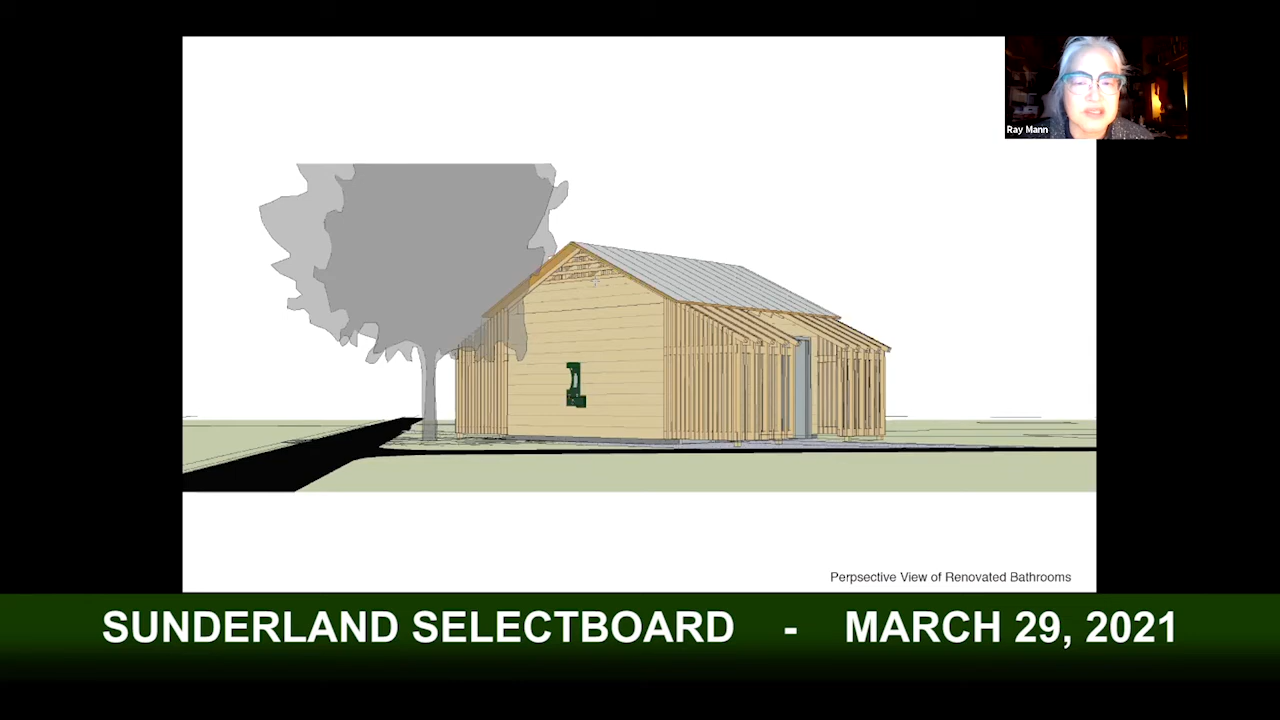 Ray Mann
Perpsective View of Renovated Bathrooms
SUNDERLAND SELECTBOARD - MARCH 29, 2021